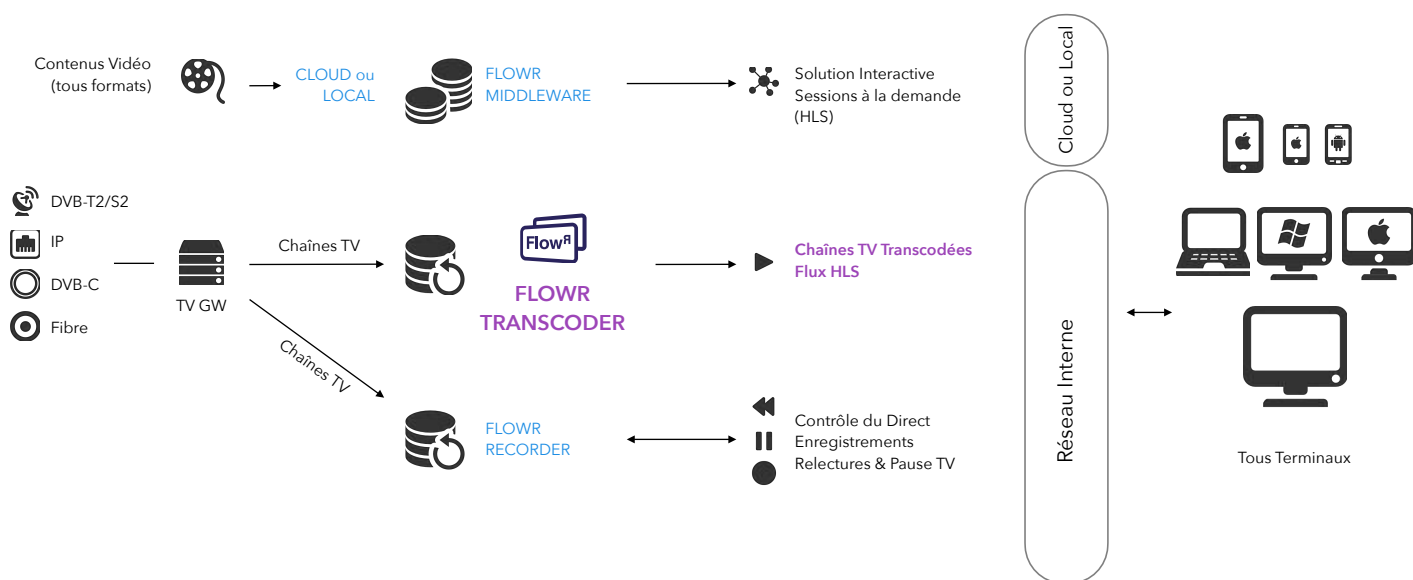 Contenus Vidéo
(tous formats)
CLOUD ou
LOCAL
FLOWR
MIDDLEWARE
Solution Interactive
Sessions à la demande
(HLS)
Cloud ou Local
DVB-T2/S2
IP
DVB-C
Fibre
TV GW
Chaînes TV
Chaînes TV
FlowR
FLOWR
TRANSCODER
Chaînes TV Transcodées
Flux HLS
FLOWR
RECORDER
Contrôle du Direct
Enregistrements
Relectures & Pause TV
Réseau Interne
Tous Terminaux